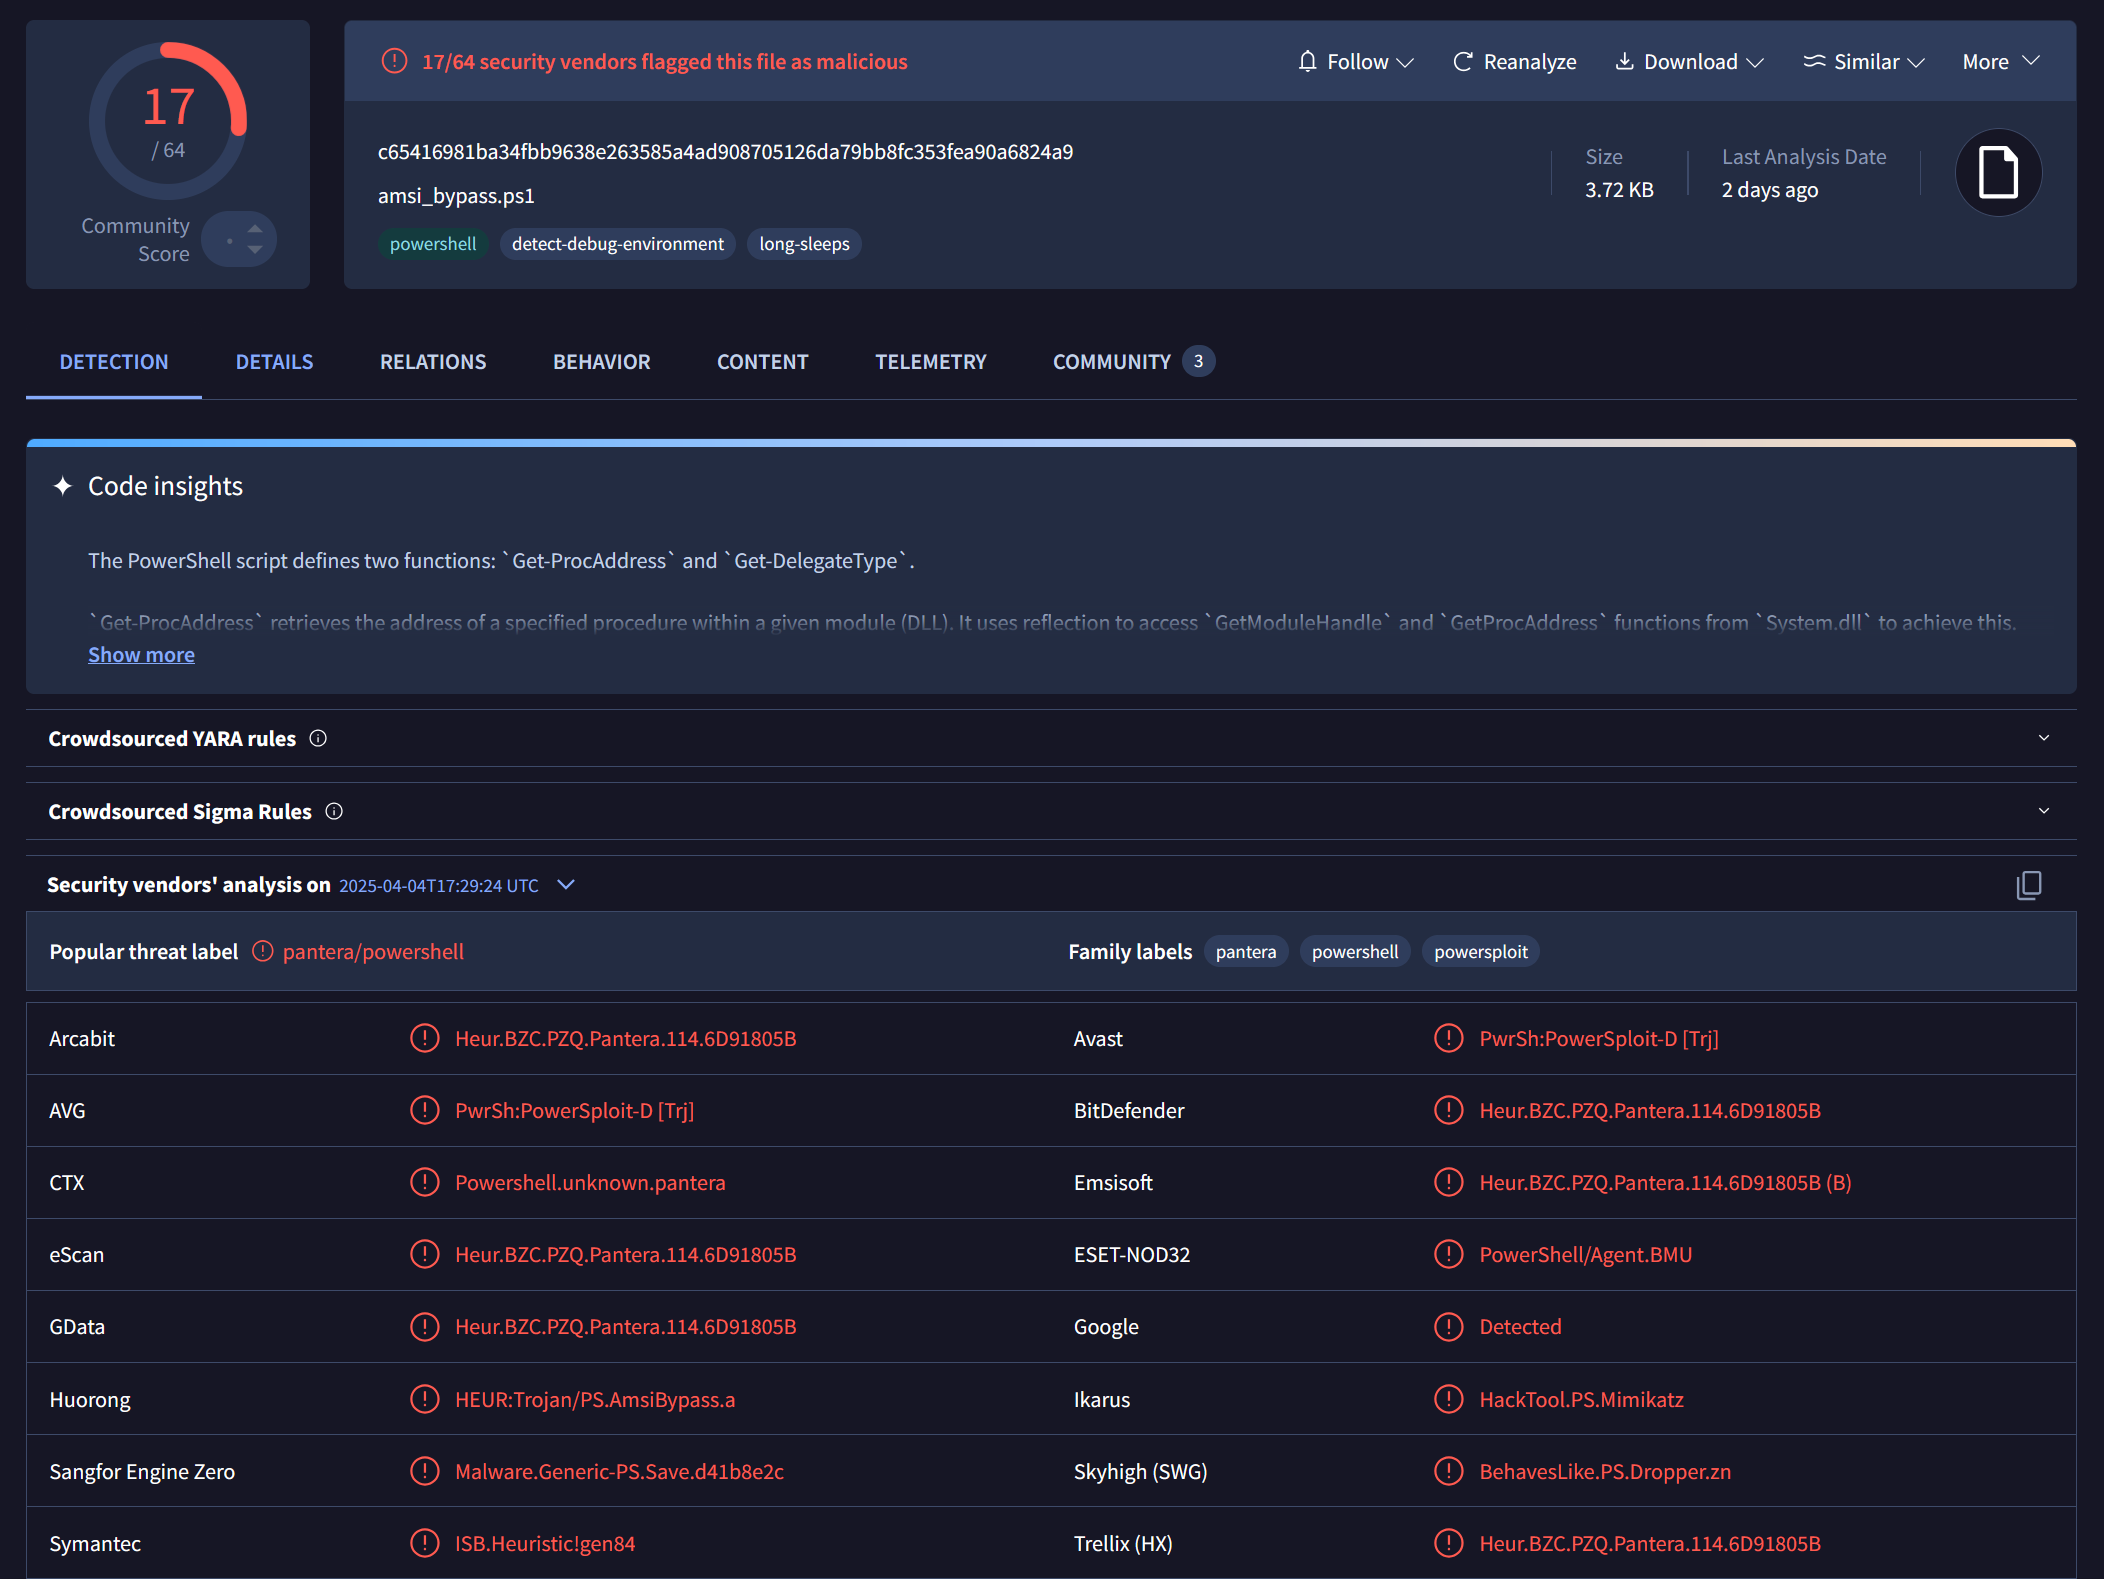 17
/ 64
Community
Score
17/64 security vendors flagged this file as malicious
Follow
Reanalyze
Download
Similar
More
c65416981ba34fbb9638e263585a4ad908705126da79bb8fc353fea90a6824a9
amsi_bypass.ps1
powershell
detect-debug-environment
long-sleeps
Size
3.72 KB
Last Analysis Date
2 days ago
DETECTION
DETAILS
RELATIONS
BEHAVIOR
CONTENT
TELEMETRY
COMMUNITY
3
Code insights
The PowerShell script defines two functions: `Get-ProcAddress` and `Get-DelegateType`.
`Get-ProcAddress` retrieves the address of a specified procedure within a given module (DLL). It uses reflection to access `GetModuleHandle` and `GetProcAddress` functions from `System.dll` to achieve this.
Show more
Crowdsourced YARA rules
Crowdsourced Sigma Rules
Security vendors' analysis on 2025-04-04T17:29:24 UTC
Popular threat label pantera/powershell
Family labels pantera powershell powersploit
Arcabit Heur.BZC.PZQ.Pantera.114.6D91805B
Avast PwrSh:PowerSploit-D [Trj]
AVG PwrSh:PowerSploit-D [Trj]
BitDefender Heur.BZC.PZQ.Pantera.114.6D91805B
CTX Powershell.unknown.pantera
Emsisoft Heur.BZC.PZQ.Pantera.114.6D91805B (B)
eScan Heur.BZC.PZQ.Pantera.114.6D91805B
ESET-NOD32 PowerShell/Agent.BMU
GData Heur.BZC.PZQ.Pantera.114.6D91805B
Google Detected
Huorong HEUR:Trojan/PS.AmsiBypass.a
Ikarus HackTool.PS.Mimikatz
Sangfor Engine Zero Malware.Generic-PS.Save.d41b8e2c
Skyhigh (SWG) BehavesLike.PS.Dropper.zn
Symantec ISB.Heuristic!gen84
Trellix (HX) Heur.BZC.PZQ.Pantera.114.6D91805B